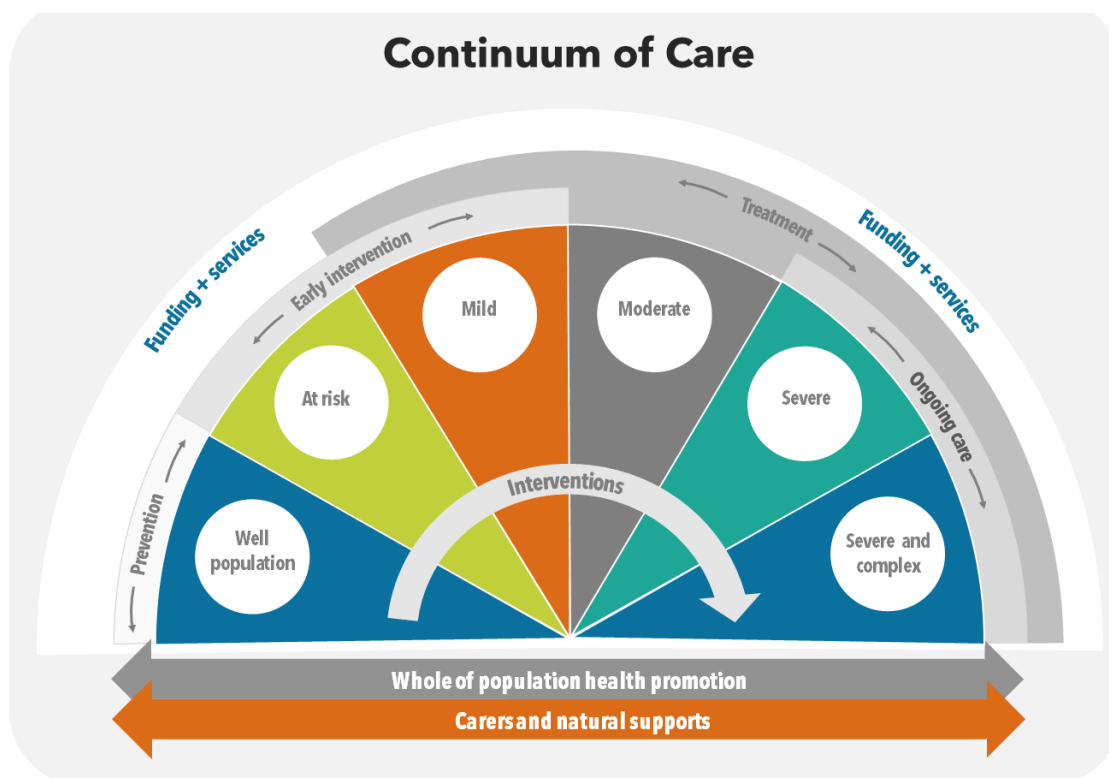 Continuum of Care
Funding + services
Early intervention
Treatment
Funding + services
Prevention
Ongoing care
Well
population
At risk
Mild
Moderate
Severe
Severe and
complex
Interventions
Whole of population health promotion
Carers and natural supports